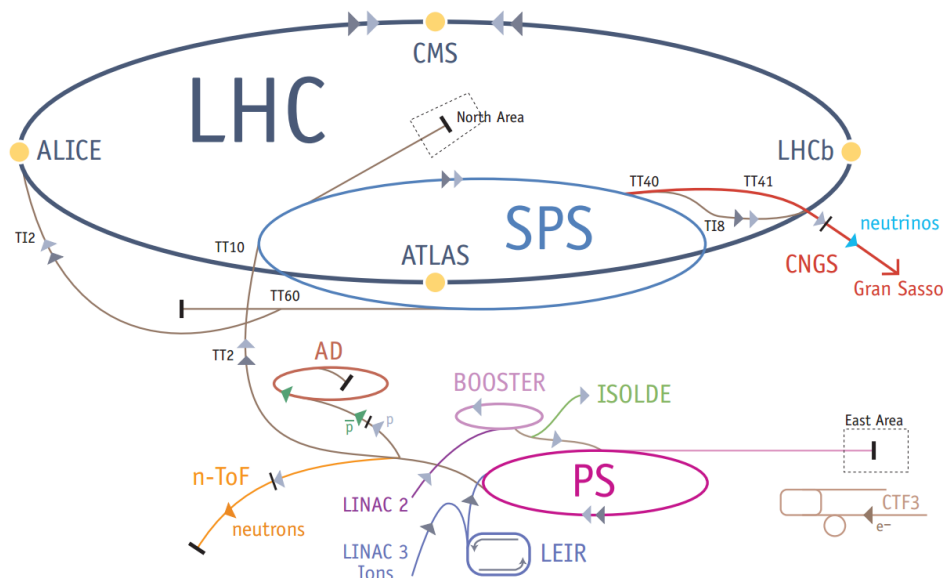 CMS
LHC
North Area
ALICE
LHCb
TT40
TT41
TI8
SPS
neutrinos
TI2
TT10
ATLAS
CNGS
Gran Sasso
TT60
TT2
AD
BOOSTER
ISOLDE
p̅
p
East Area
n-ToF
PS
LINAC 2
CTF3
neutrons
e⁻
LINAC 3
Ions
LEIR